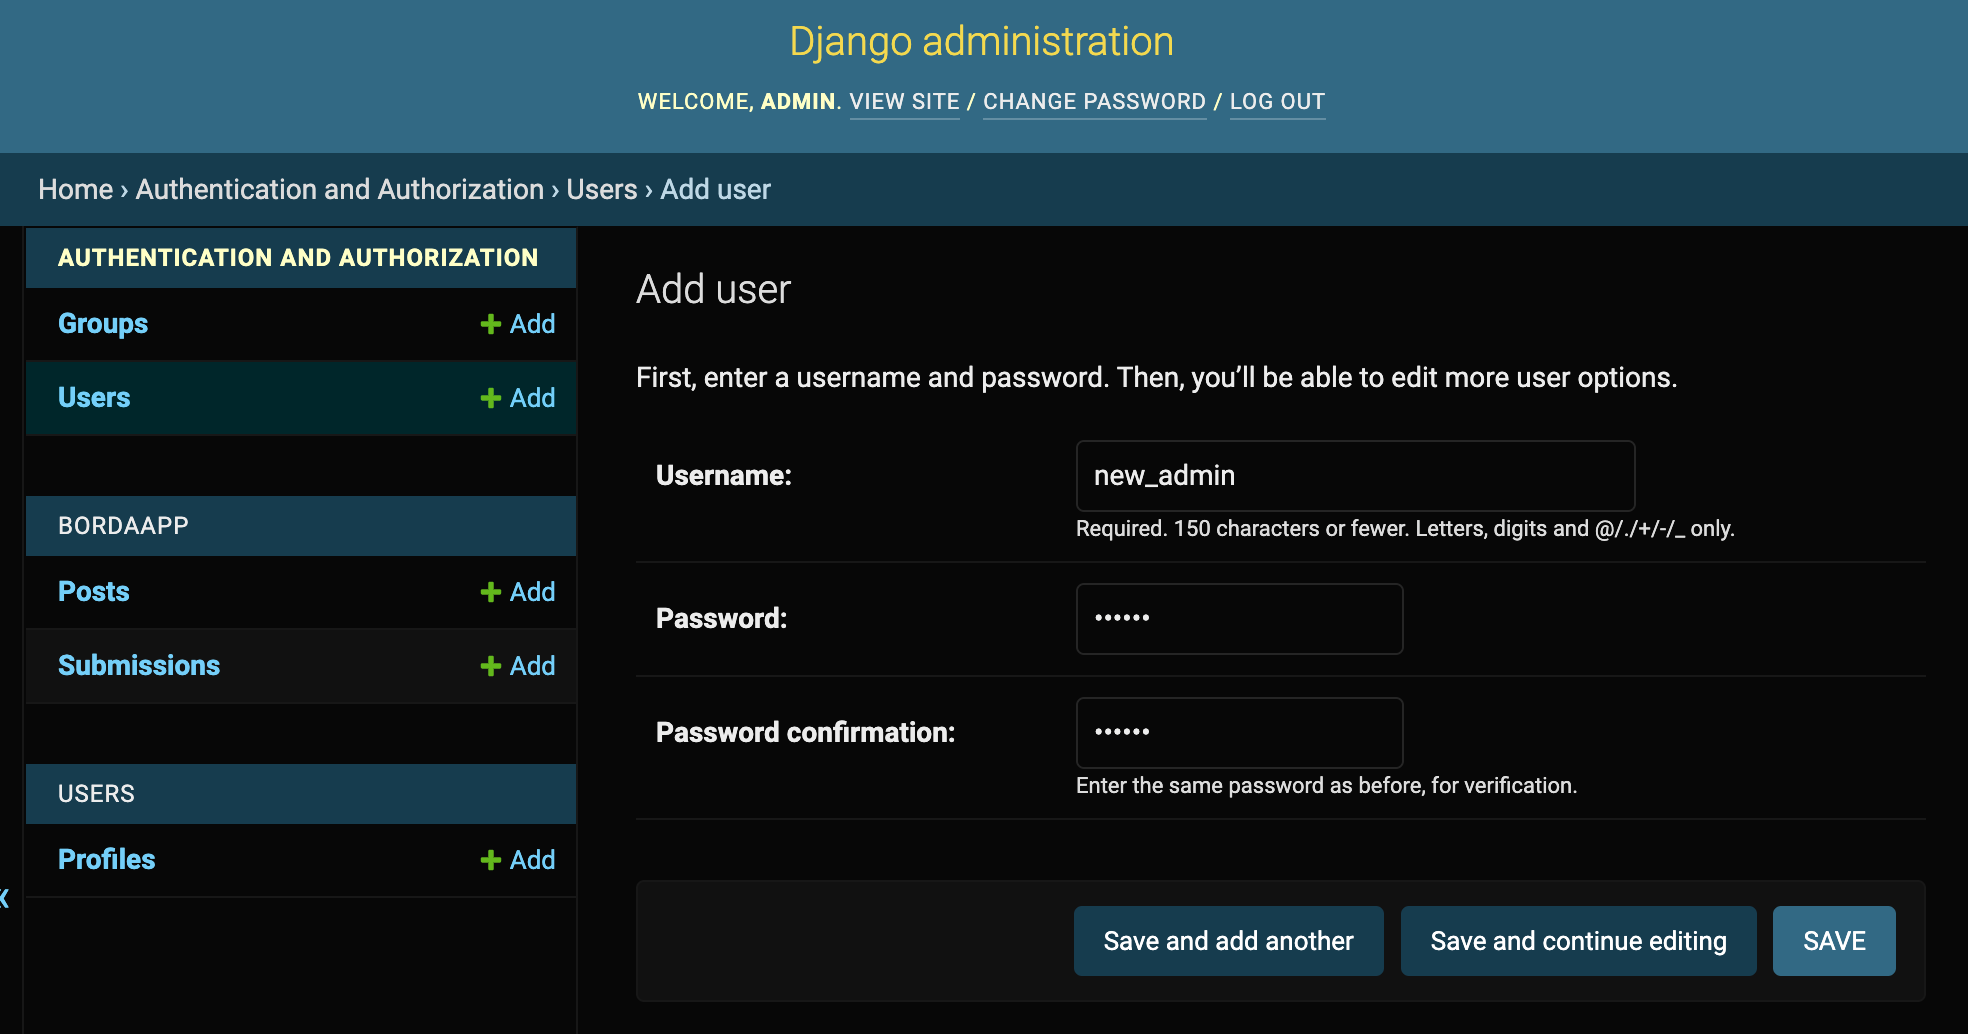 Django administration
WELCOME, ADMIN. VIEW SITE / CHANGE PASSWORD / LOG OUT
Home › Authentication and Authorization › Users › Add user
AUTHENTICATION AND AUTHORIZATION
Groups + Add
Users + Add
BORDAAPP
Posts + Add
Submissions + Add
USERS
Profiles + Add
«
Add user
First, enter a username and password. Then, you’ll be able to edit more user options.
Username: new_admin
Required. 150 characters or fewer. Letters, digits and @/./+/-/_ only.
Password: ••••••
Password confirmation: ••••••
Enter the same password as before, for verification.
Save and add another Save and continue editing SAVE